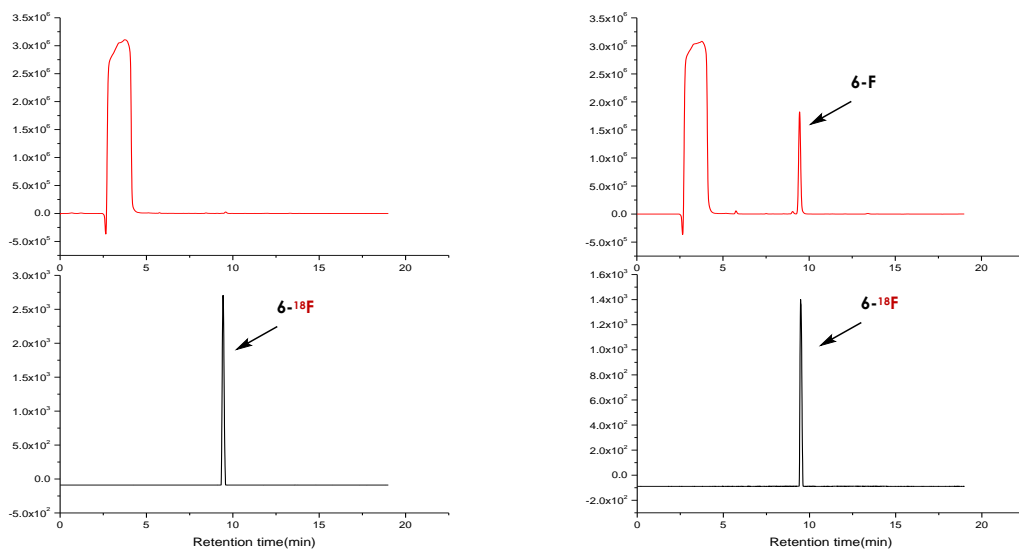 3.5x10⁶
3.0x10⁶
2.5x10⁶
2.0x10⁶
1.5x10⁶
1.0x10⁶
5.0x10⁵
0.0
-5.0x10⁵
0 5 10 15 20
3.0x10³
2.5x10³
2.0x10³
1.5x10³
1.0x10³
5.0x10²
0.0
-5.0x10²
6-¹⁸F
0 5 10 15 20
Retention time(min)
3.5x10⁶
3.0x10⁶
2.5x10⁶
2.0x10⁶
1.5x10⁶
1.0x10⁶
5.0x10⁵
0.0
-5.0x10⁵
6-F
0 5 10 15 20
1.6x10³
1.4x10³
1.2x10³
1.0x10³
8.0x10²
6.0x10²
4.0x10²
2.0x10²
0.0
-2.0x10²
6-¹⁸F
0 5 10 15 20
Retention time(min)